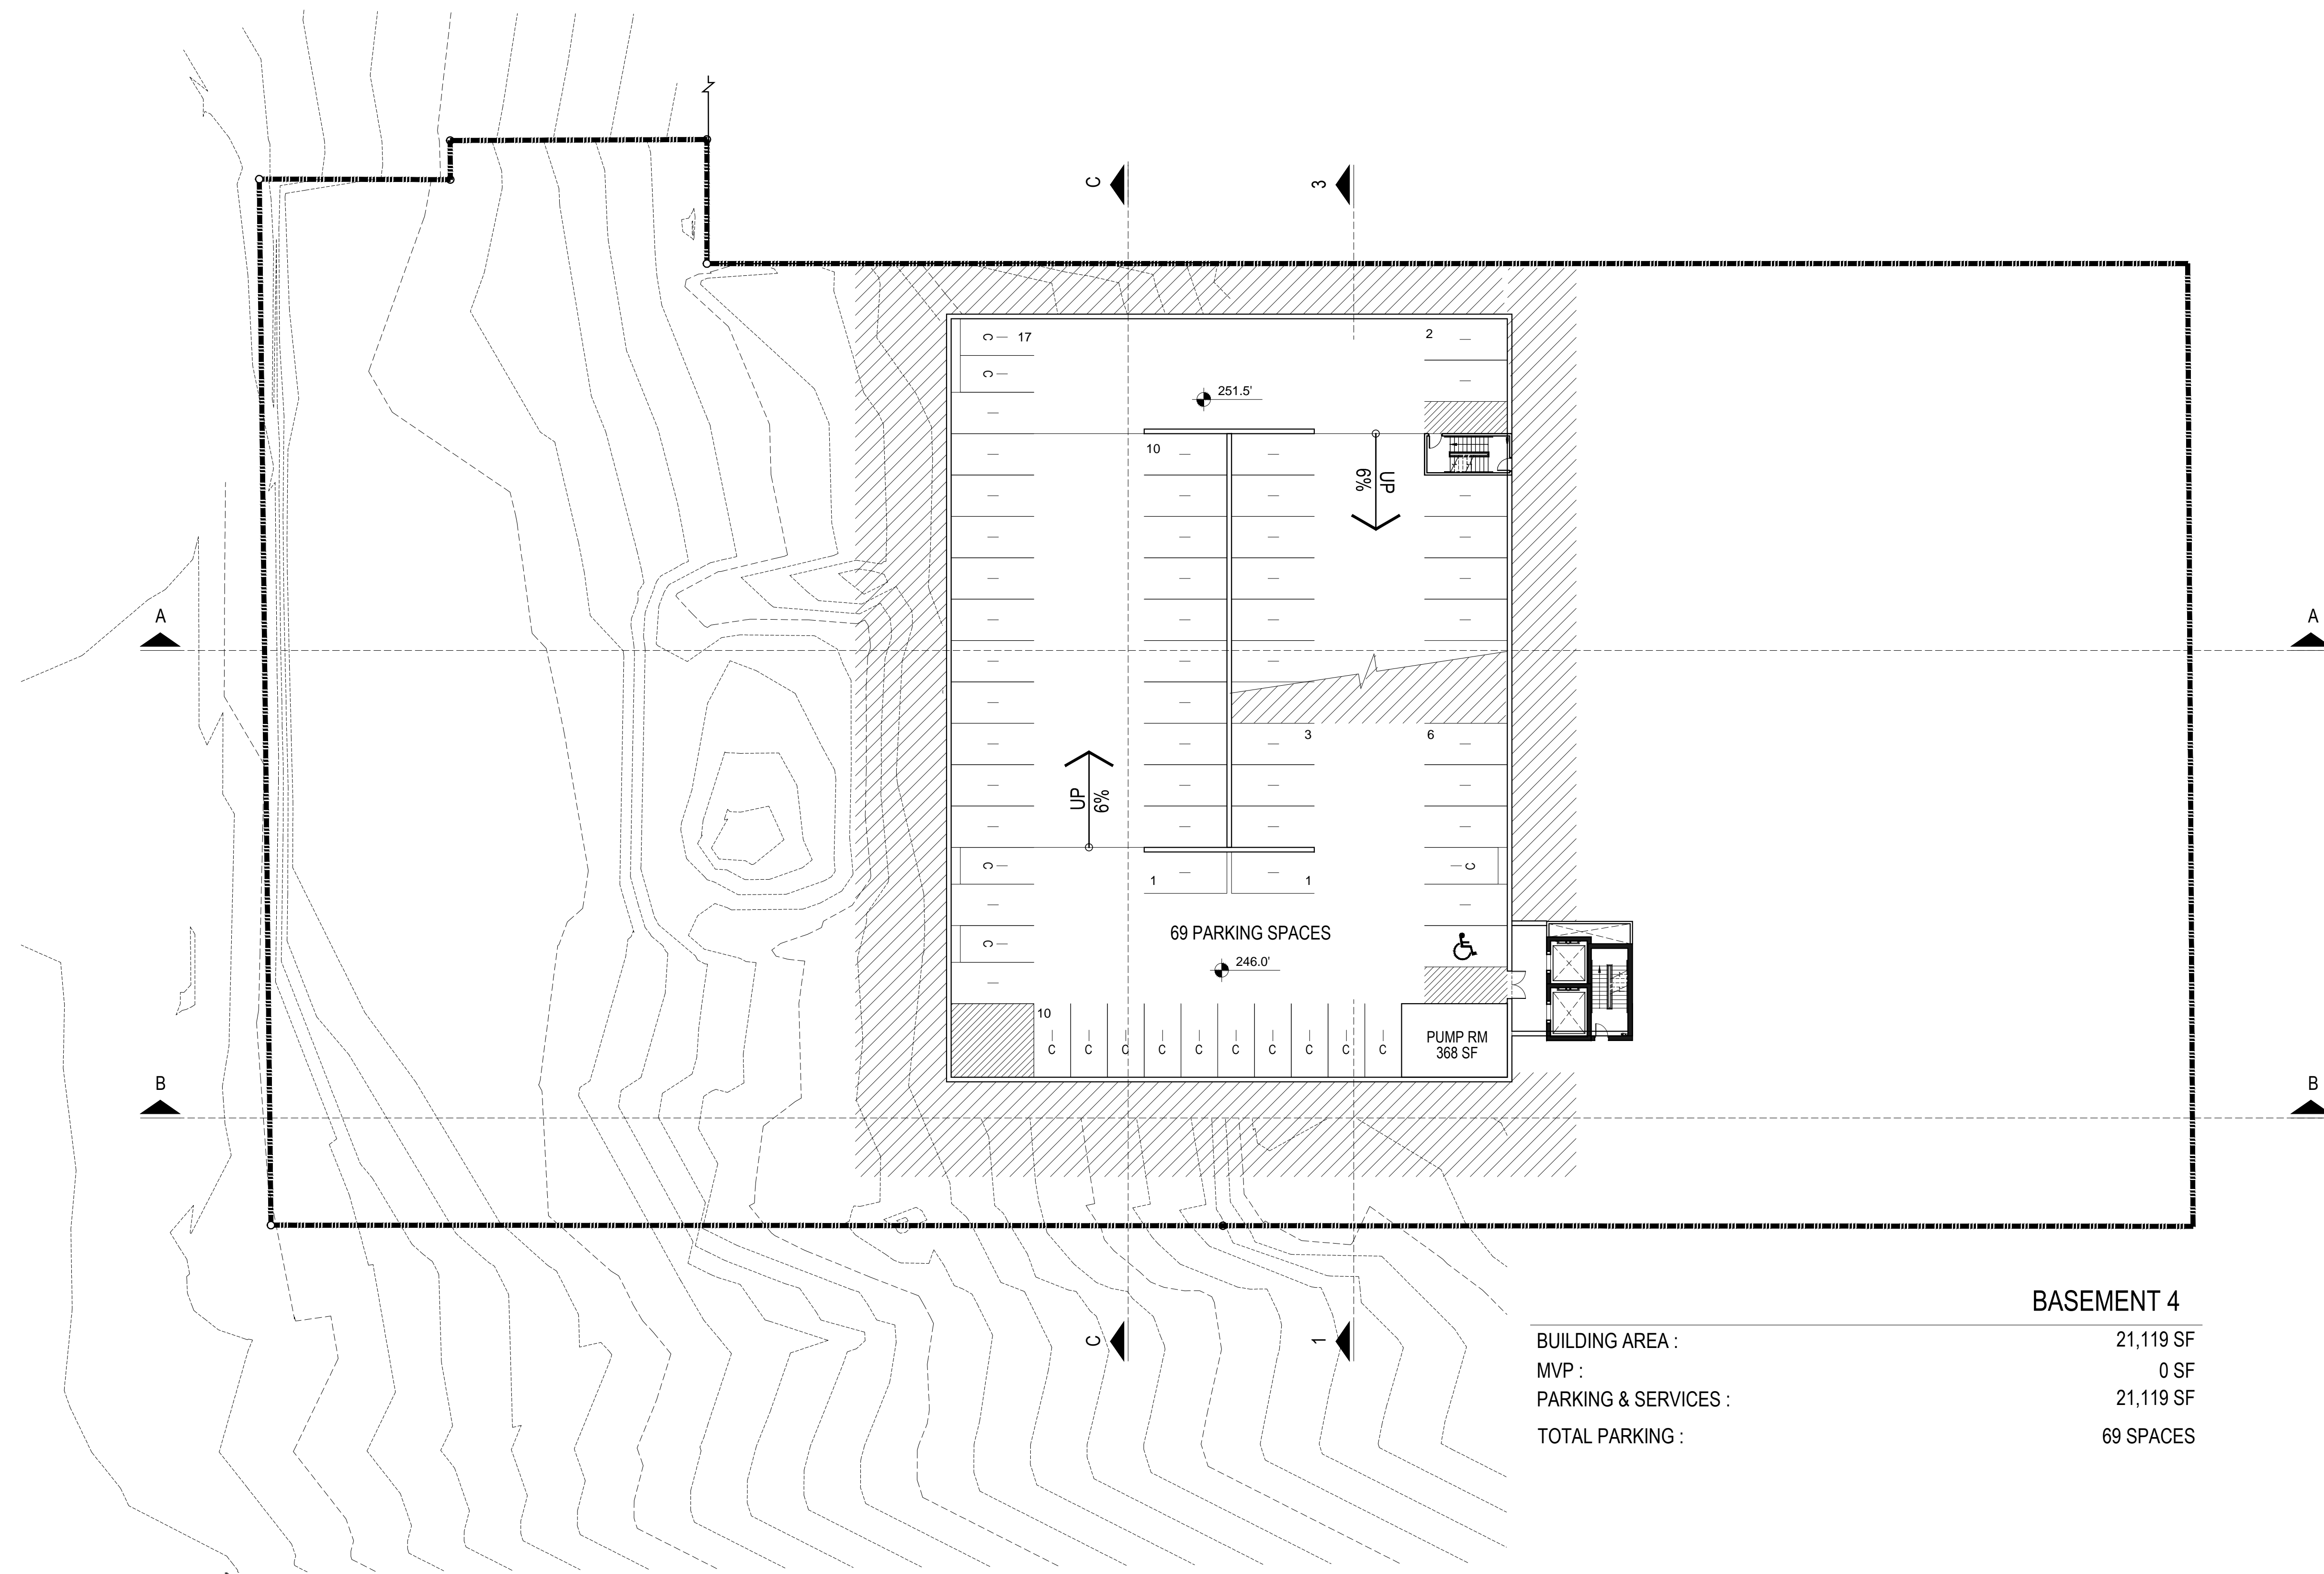 C
3
C
17
2
C
251.5'
10
UP
6%
A
A
3
6
UP
6%
C
C
1
1
69 PARKING SPACES
C
246.0'
10
C
C
C
C
C
C
C
C
C
C
PUMP RM
368 SF
B
B
C
1
BASEMENT 4
BUILDING AREA :
21,119 SF
MVP :
0 SF
PARKING & SERVICES :
21,119 SF
TOTAL PARKING :
69 SPACES